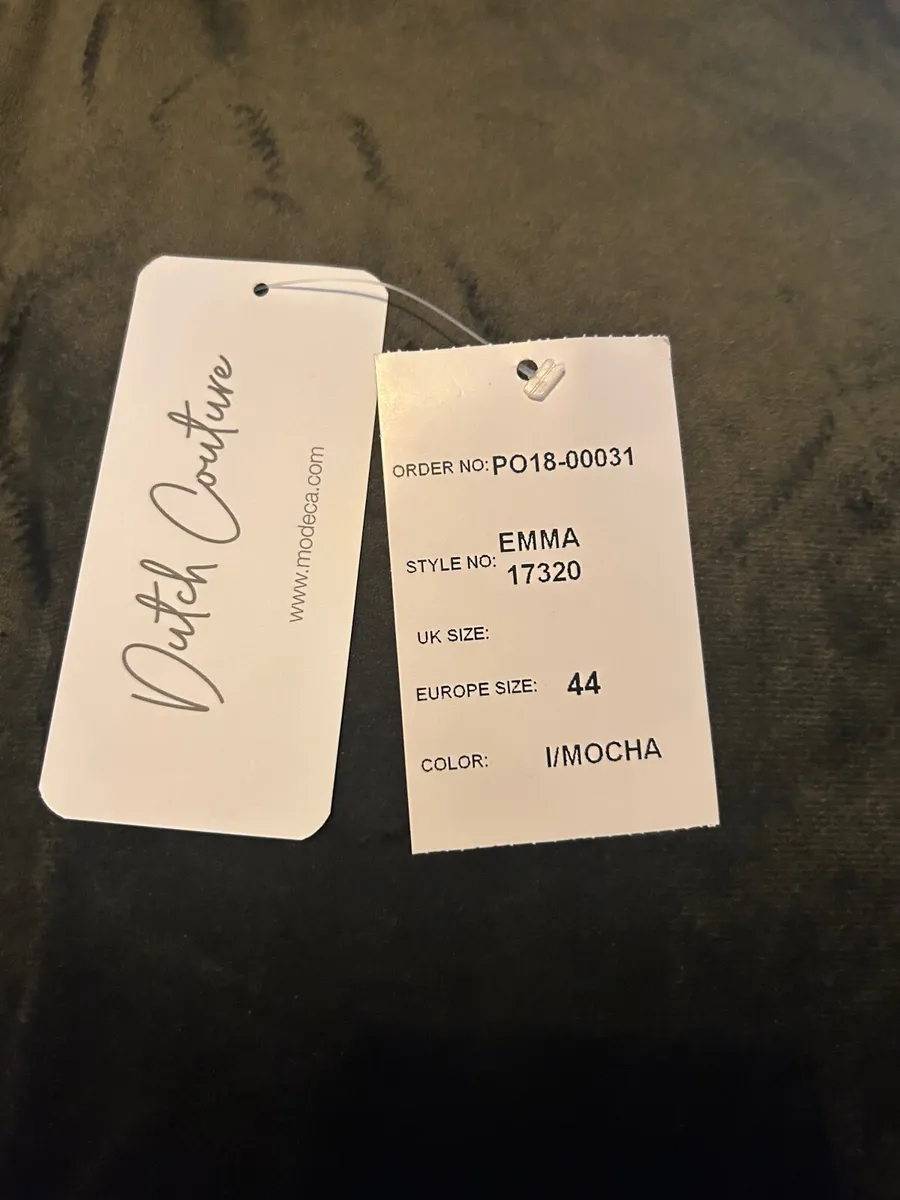 Dutch Couture
www.modeca.com
ORDER NO: PO18-00031
STYLE NO: EMMA
17320
UK SIZE:
EUROPE SIZE: 44
COLOR: I/MOCHA